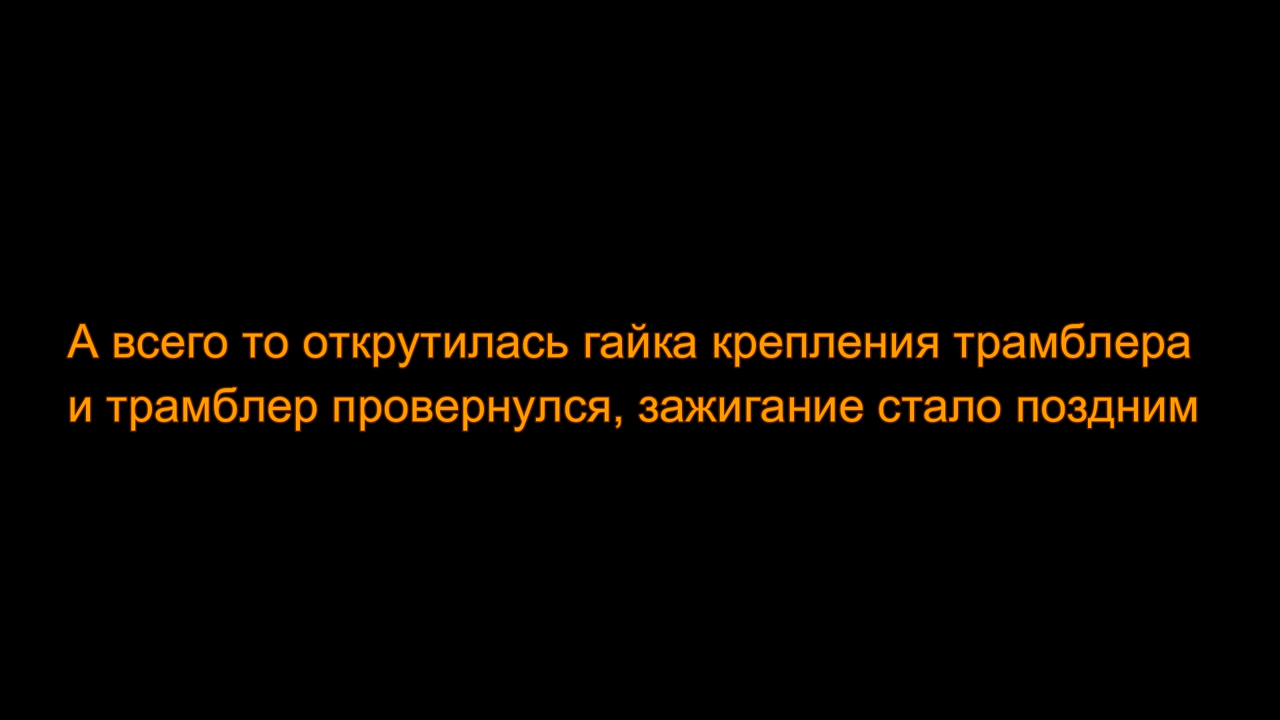 А всего то открутилась гайка крепления трамблера
и трамблер провернулся, зажигание стало поздним